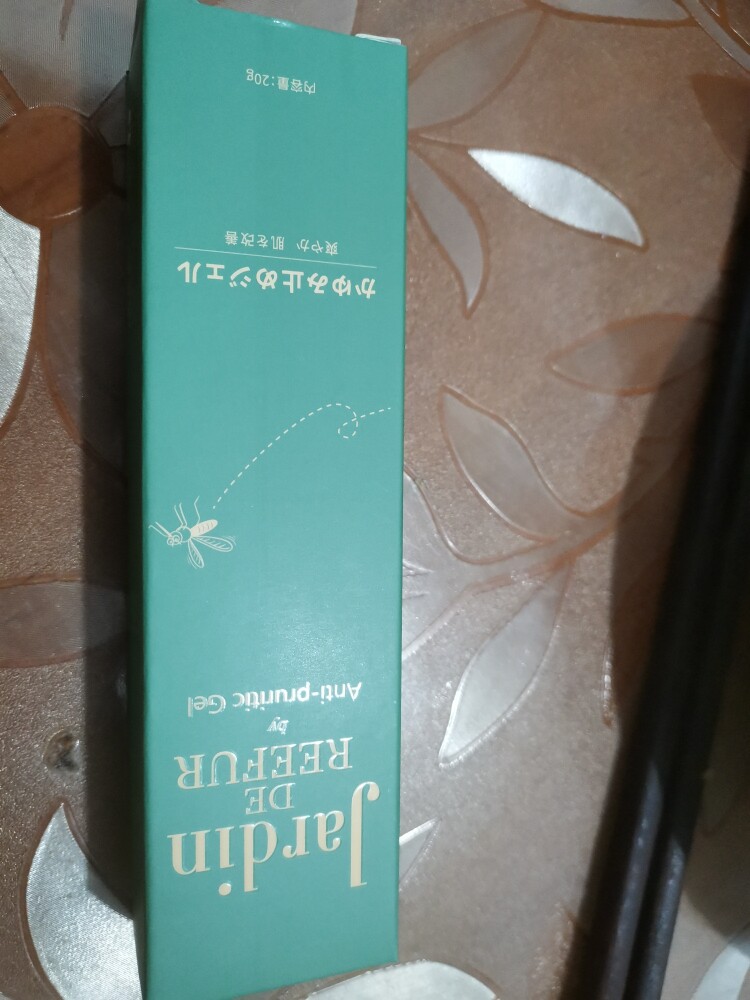 Jardin
DE
REEFUR
by
Anti-pruritic Gel
かゆみ止めジェル
爽やか 肌を改善
内容量:20g